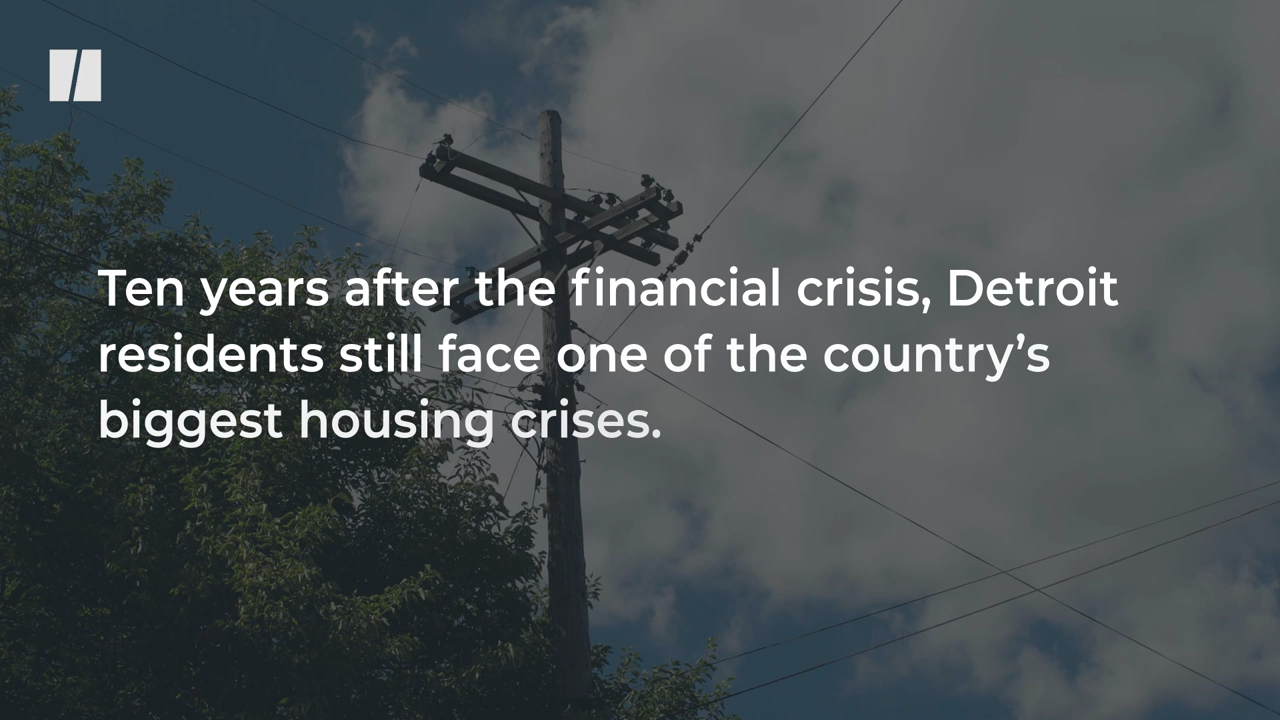 Ten years after the financial crisis, Detroit
residents still face one of the country’s
biggest housing crises.